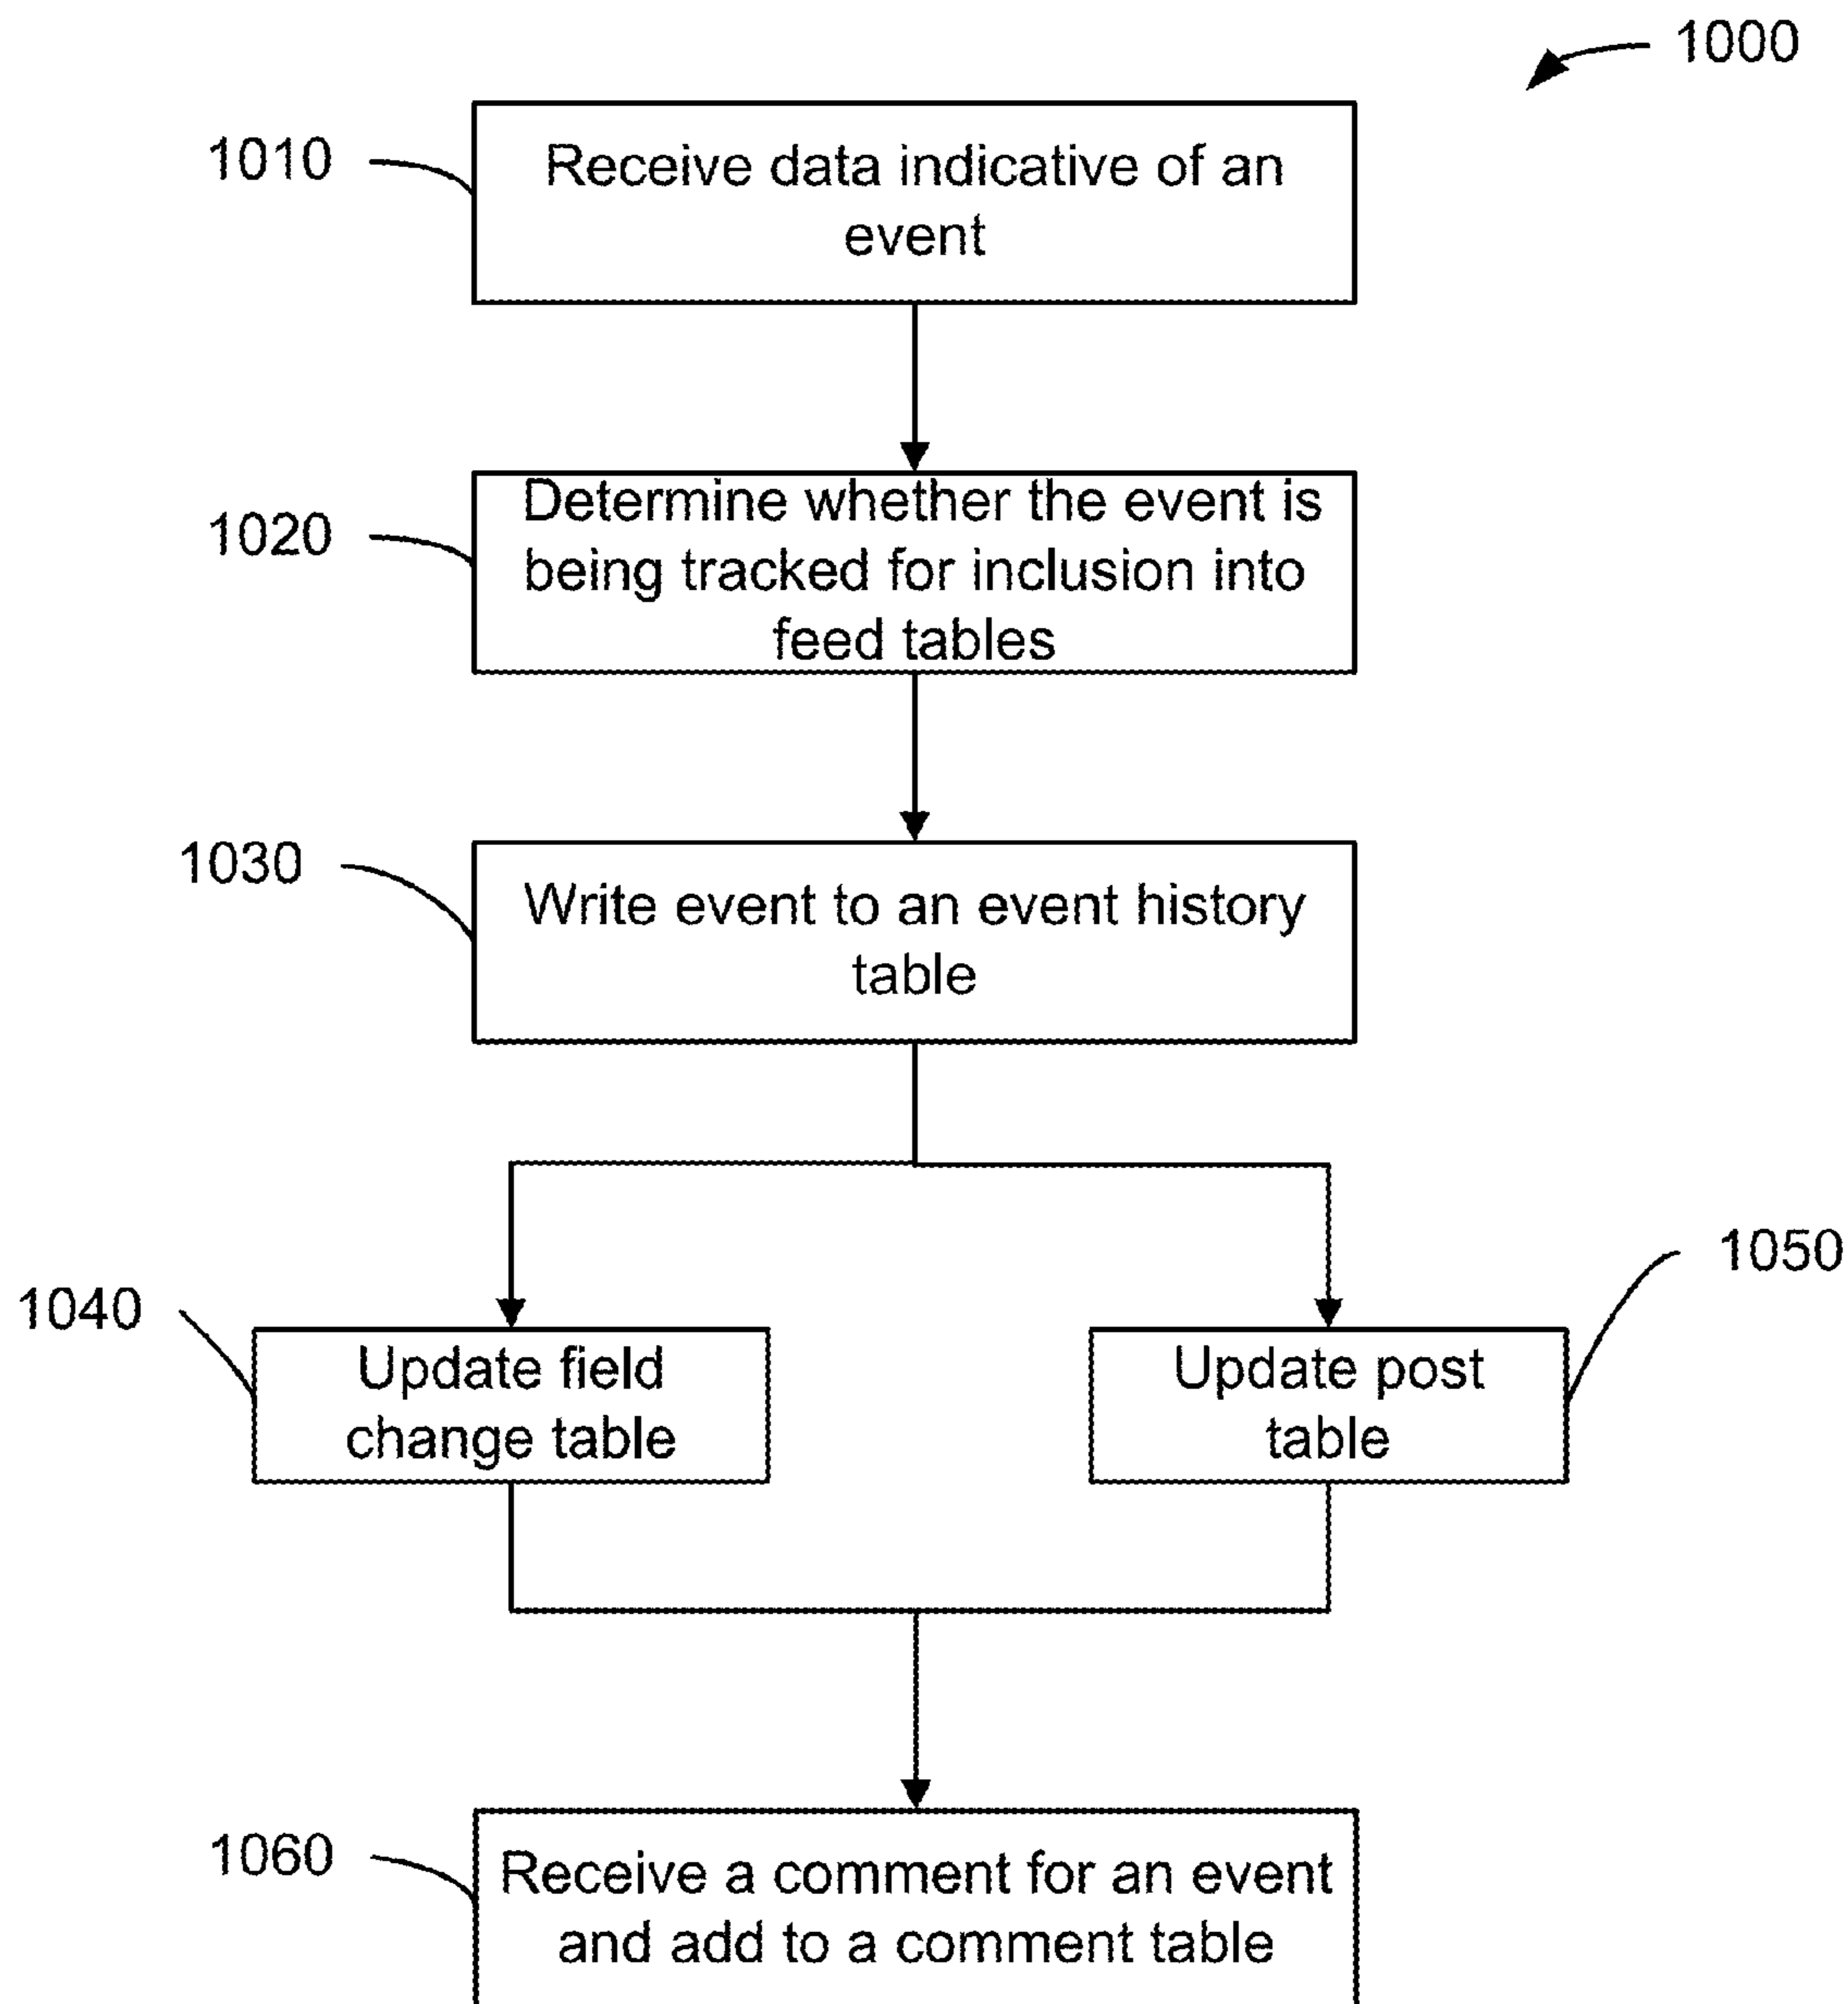 1000
1010
Receive data indicative of an
event
1020
Determine whether the event is
being tracked for inclusion into
feed tables
1030
Write event to an event history
table
1040
Update field
change table
1050
Update post
table
1060
Receive a comment for an event
and add to a comment table